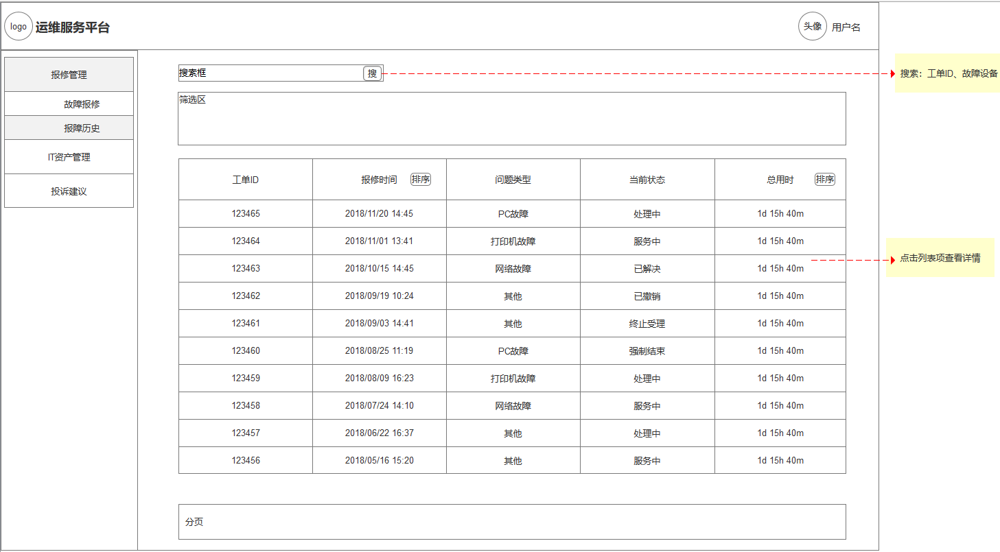 logo 运维服务平台 头像 用户名
报修管理
故障报修
报障历史
IT资产管理
投诉建议
搜索框 搜
搜索：工单ID、故障设备
筛选区
工单ID 报修时间 排序 问题类型 当前状态 总用时 排序
123465 2018/11/20 14:45 PC故障 处理中 1d 15h 40m
123464 2018/11/01 13:41 打印机故障 服务中 1d 15h 40m
123463 2018/10/15 14:45 网络故障 已解决 1d 15h 40m
点击列表项查看详情
123462 2018/09/19 10:24 其他 已撤销 1d 15h 40m
123461 2018/09/03 14:41 其他 终止受理 1d 15h 40m
123460 2018/08/25 11:19 PC故障 强制结束 1d 15h 40m
123459 2018/08/09 16:23 打印机故障 处理中 1d 15h 40m
123458 2018/07/24 14:10 网络故障 服务中 1d 15h 40m
123457 2018/06/22 16:37 其他 处理中 1d 15h 40m
123456 2018/05/16 15:20 其他 服务中 1d 15h 40m
分页